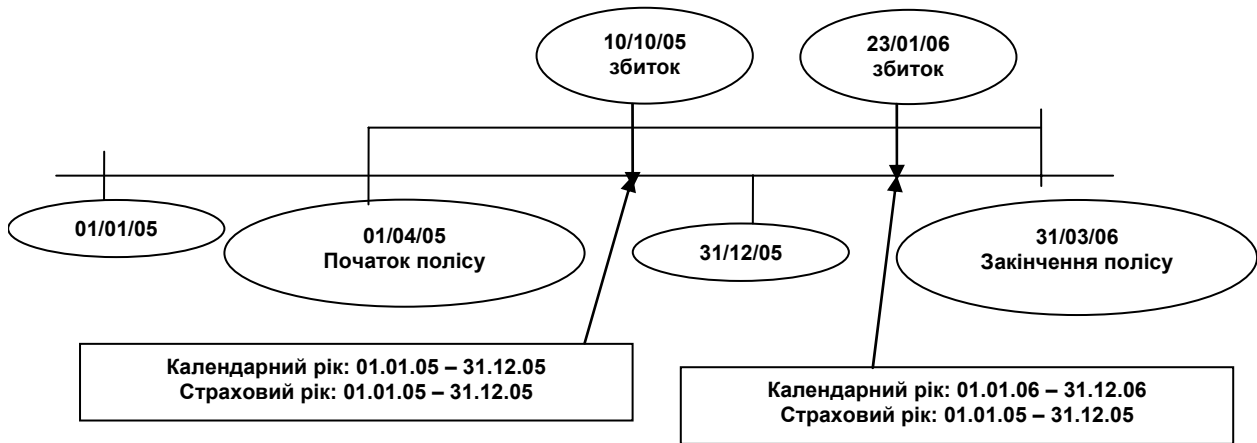 10/10/05
збиток
23/01/06
збиток
01/01/05
01/04/05
Початок полісу
31/12/05
31/03/06
Закінчення полісу
Календарний рік: 01.01.05 – 31.12.05
Страховий рік: 01.01.05 – 31.12.05
Календарний рік: 01.01.06 – 31.12.06
Страховий рік: 01.01.05 – 31.12.05